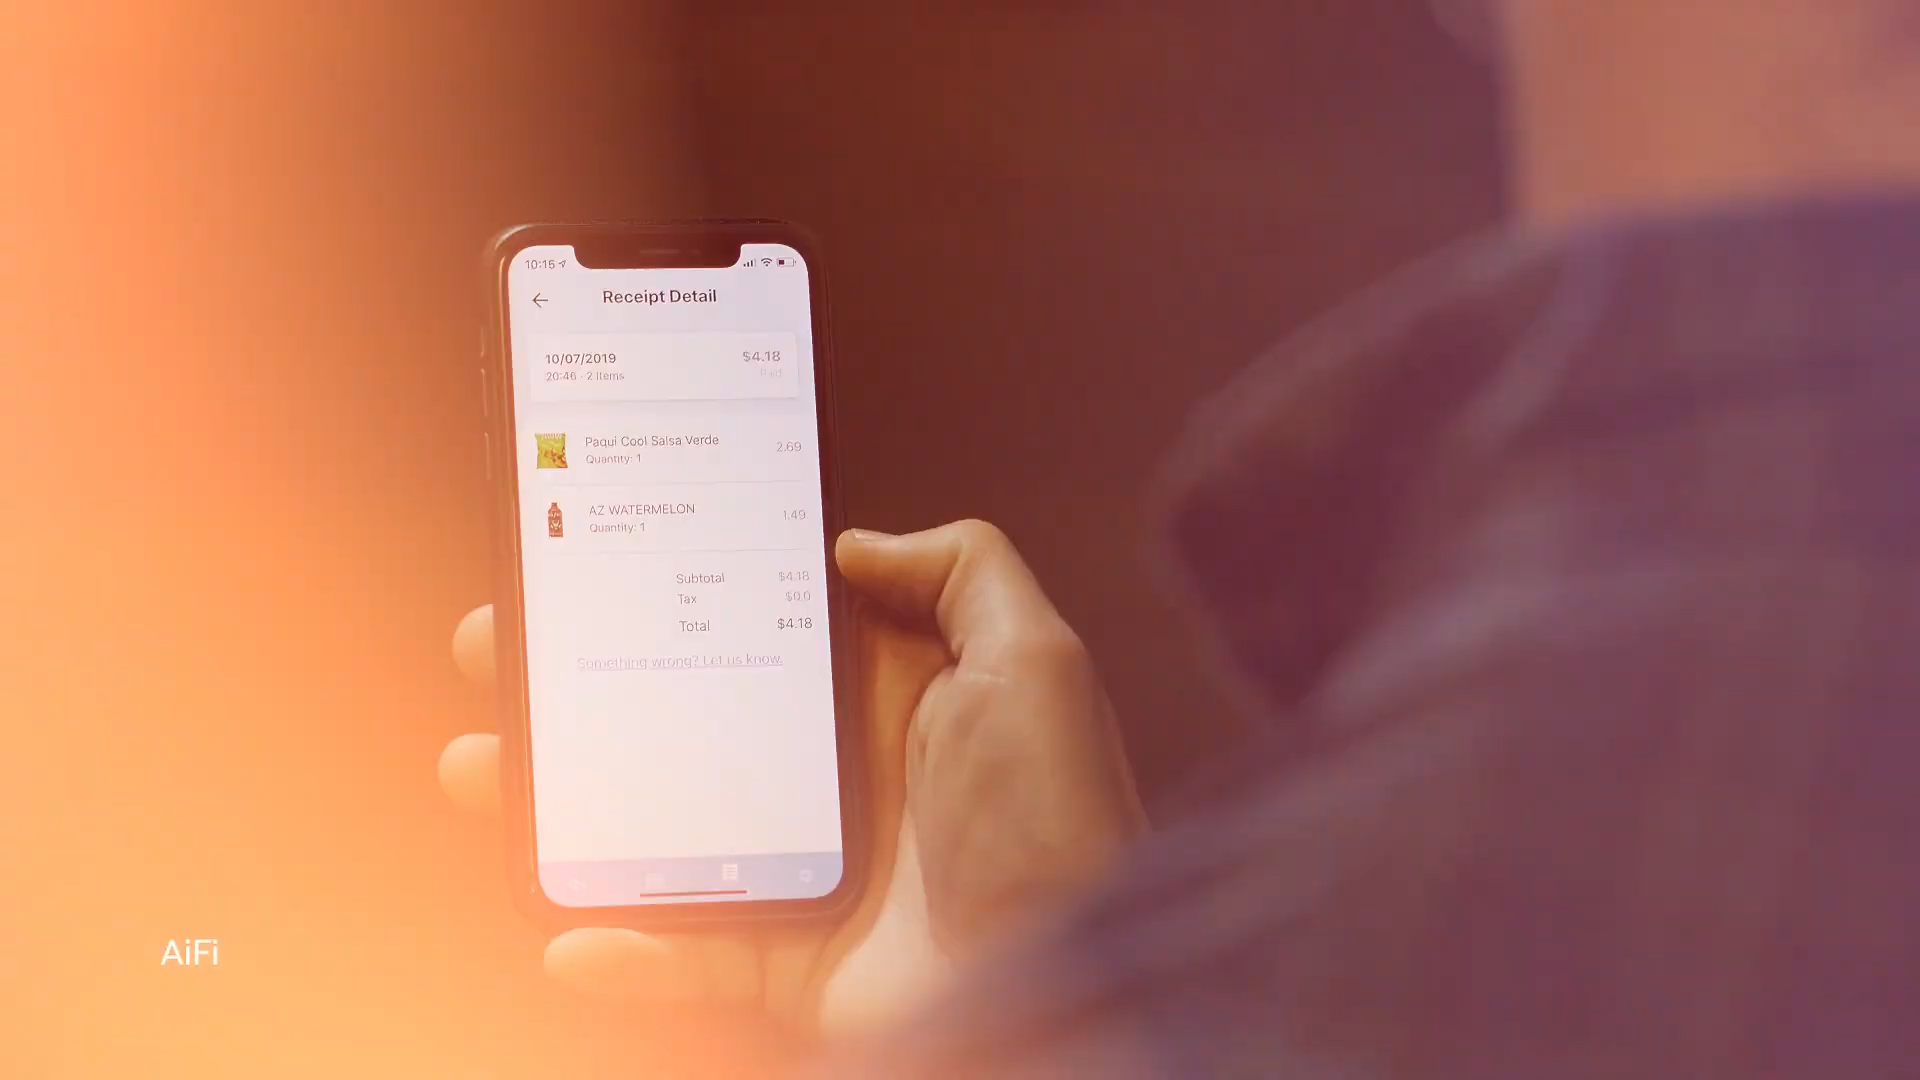 10:15
Receipt Detail
10/07/2019 $4.18
20:46 - 2 Items Paid
Paqui Cool Salsa Verde 2.69
Quantity: 1
AZ WATERMELON 1.49
Quantity: 1
Subtotal $4.18
Tax $0.0
Total $4.18
Something wrong? Let us know.
AiFi